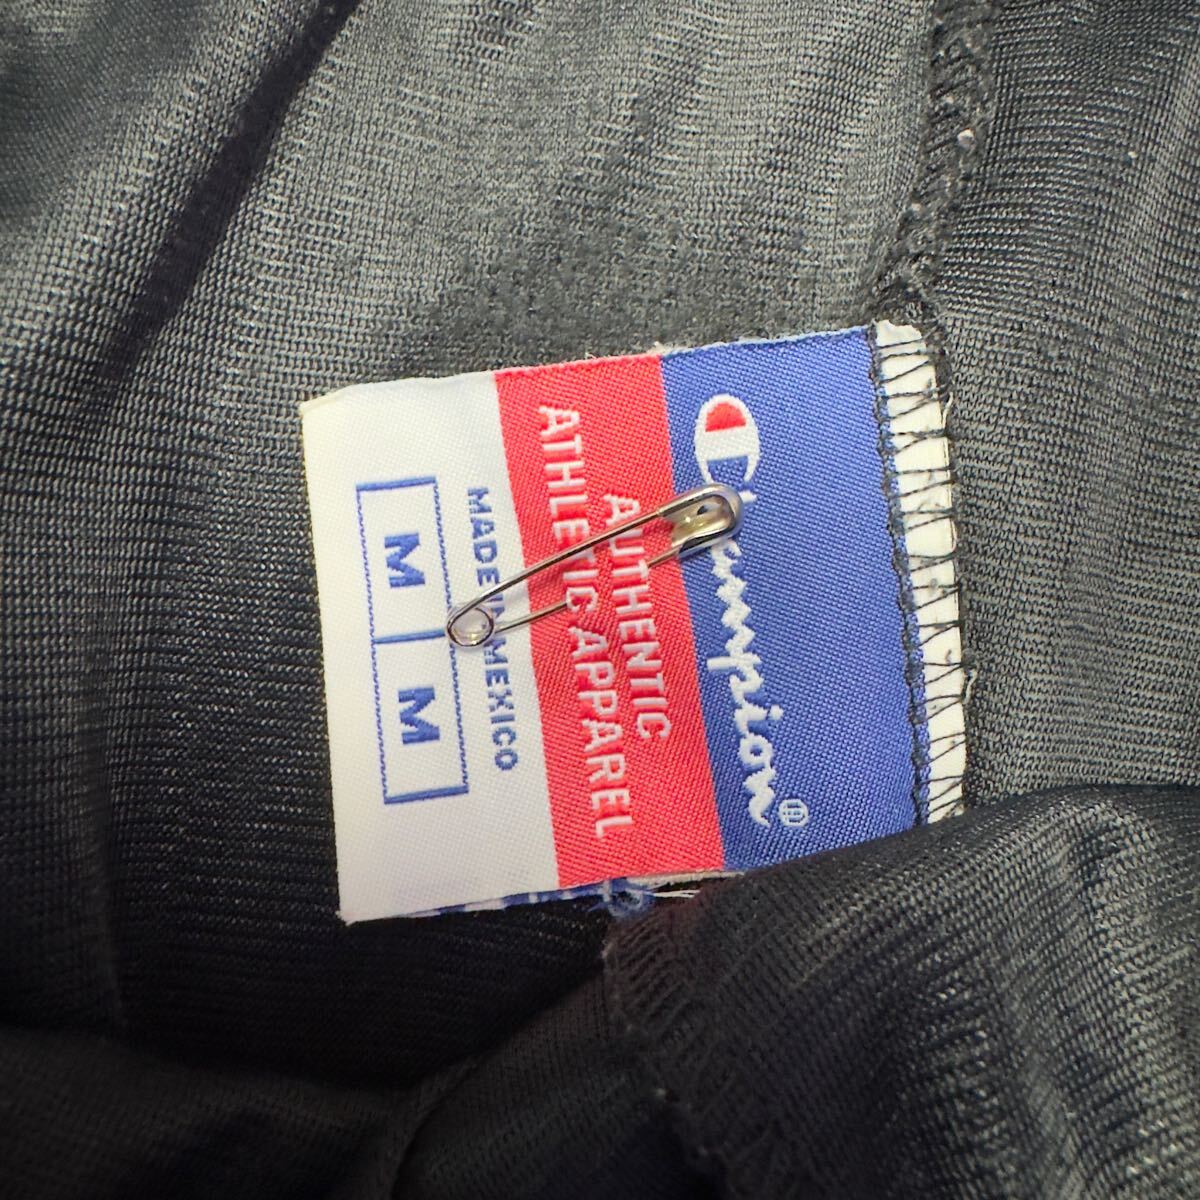 Champion®
AUTHENTIC
ATHLETIC APPAREL
MADE IN MEXICO
M M